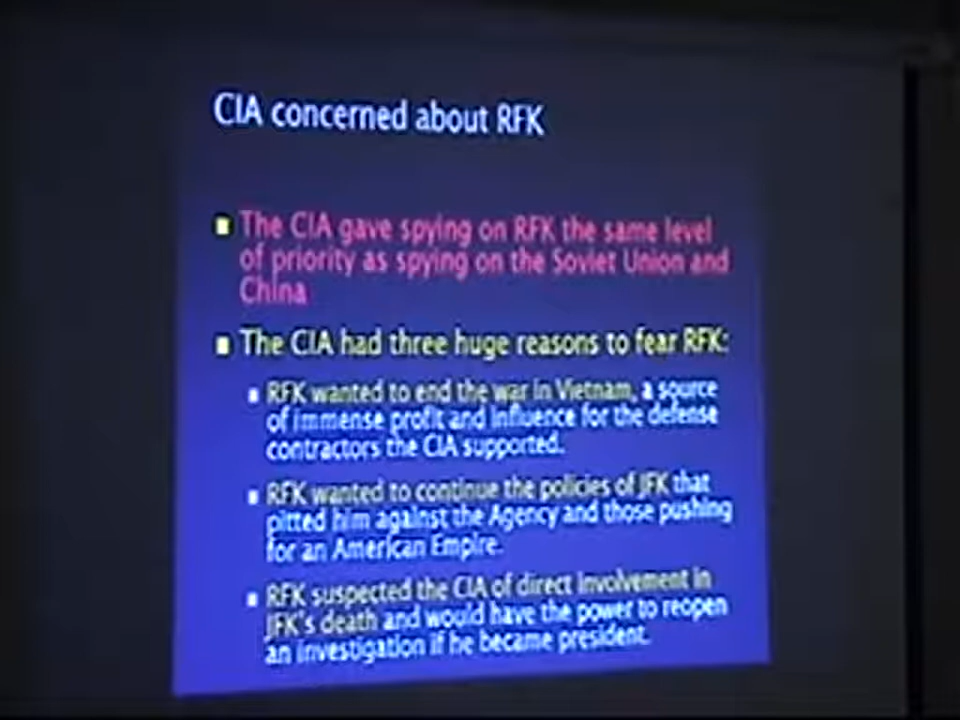 CIA concerned about RFK
The CIA gave spying on RFK the same level
of priority as spying on the Soviet Union and
China
The CIA had three huge reasons to fear RFK:
RFK wanted to end the war in Vietnam, a source
of immense profit and influence for the defense
contractors the CIA supported.
RFK wanted to continue the policies of JFK that
pitted him against the Agency and those pushing
for an American Empire.
RFK suspected the CIA of direct involvement in
JFK's death and would have the power to reopen
an investigation if he became president.